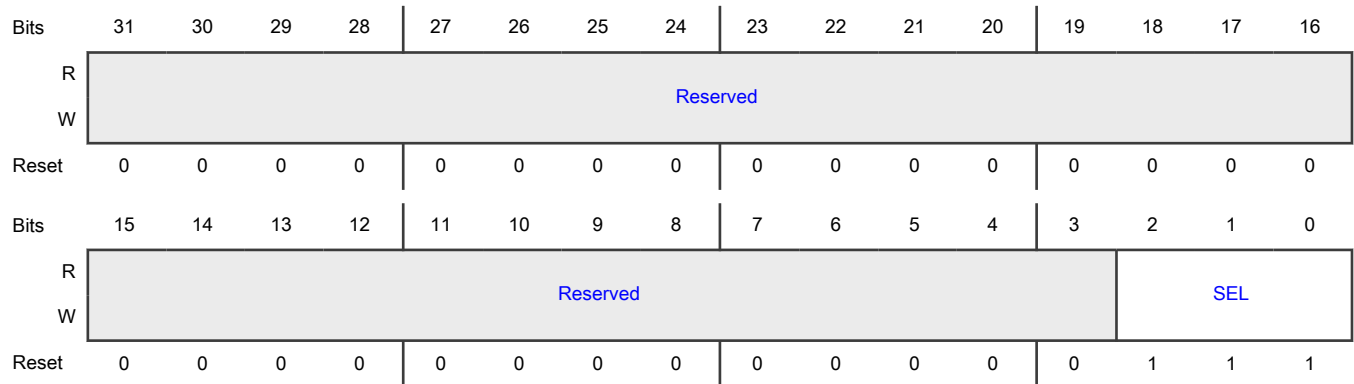 Bits 31 30 29 28 27 26 25 24 23 22 21 20 19 18 17 16
R
Reserved
W
Reset 0 0 0 0 0 0 0 0 0 0 0 0 0 0 0 0
Bits 15 14 13 12 11 10 9 8 7 6 5 4 3 2 1 0
R
Reserved SEL
W
Reset 0 0 0 0 0 0 0 0 0 0 0 0 0 1 1 1